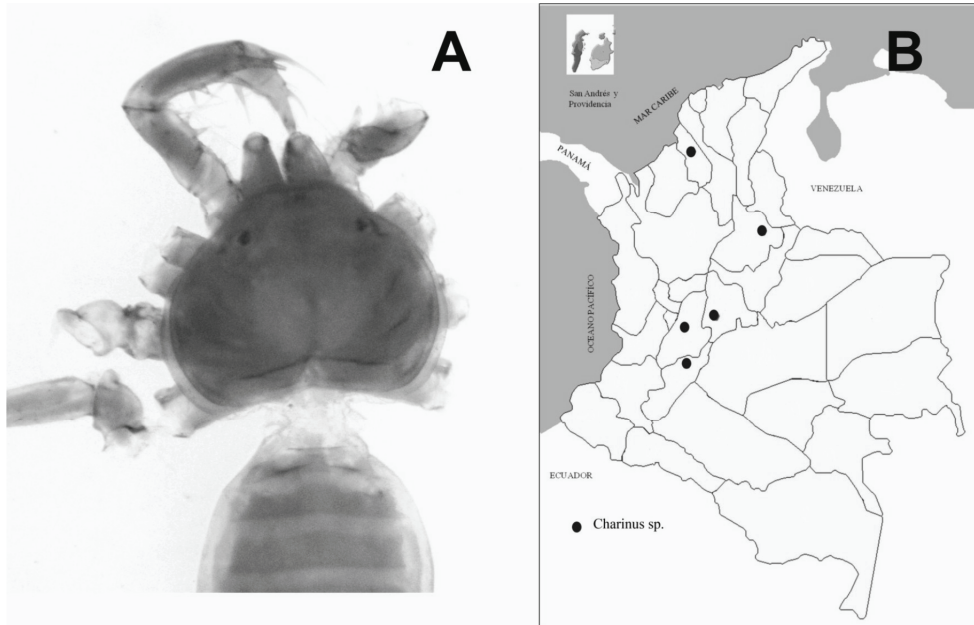 A
B
San Andrés y
Providencia
MAR CARIBE
PANAMÁ
VENEZUELA
OCEANO PACÍFICO
ECUADOR
Charinus sp.